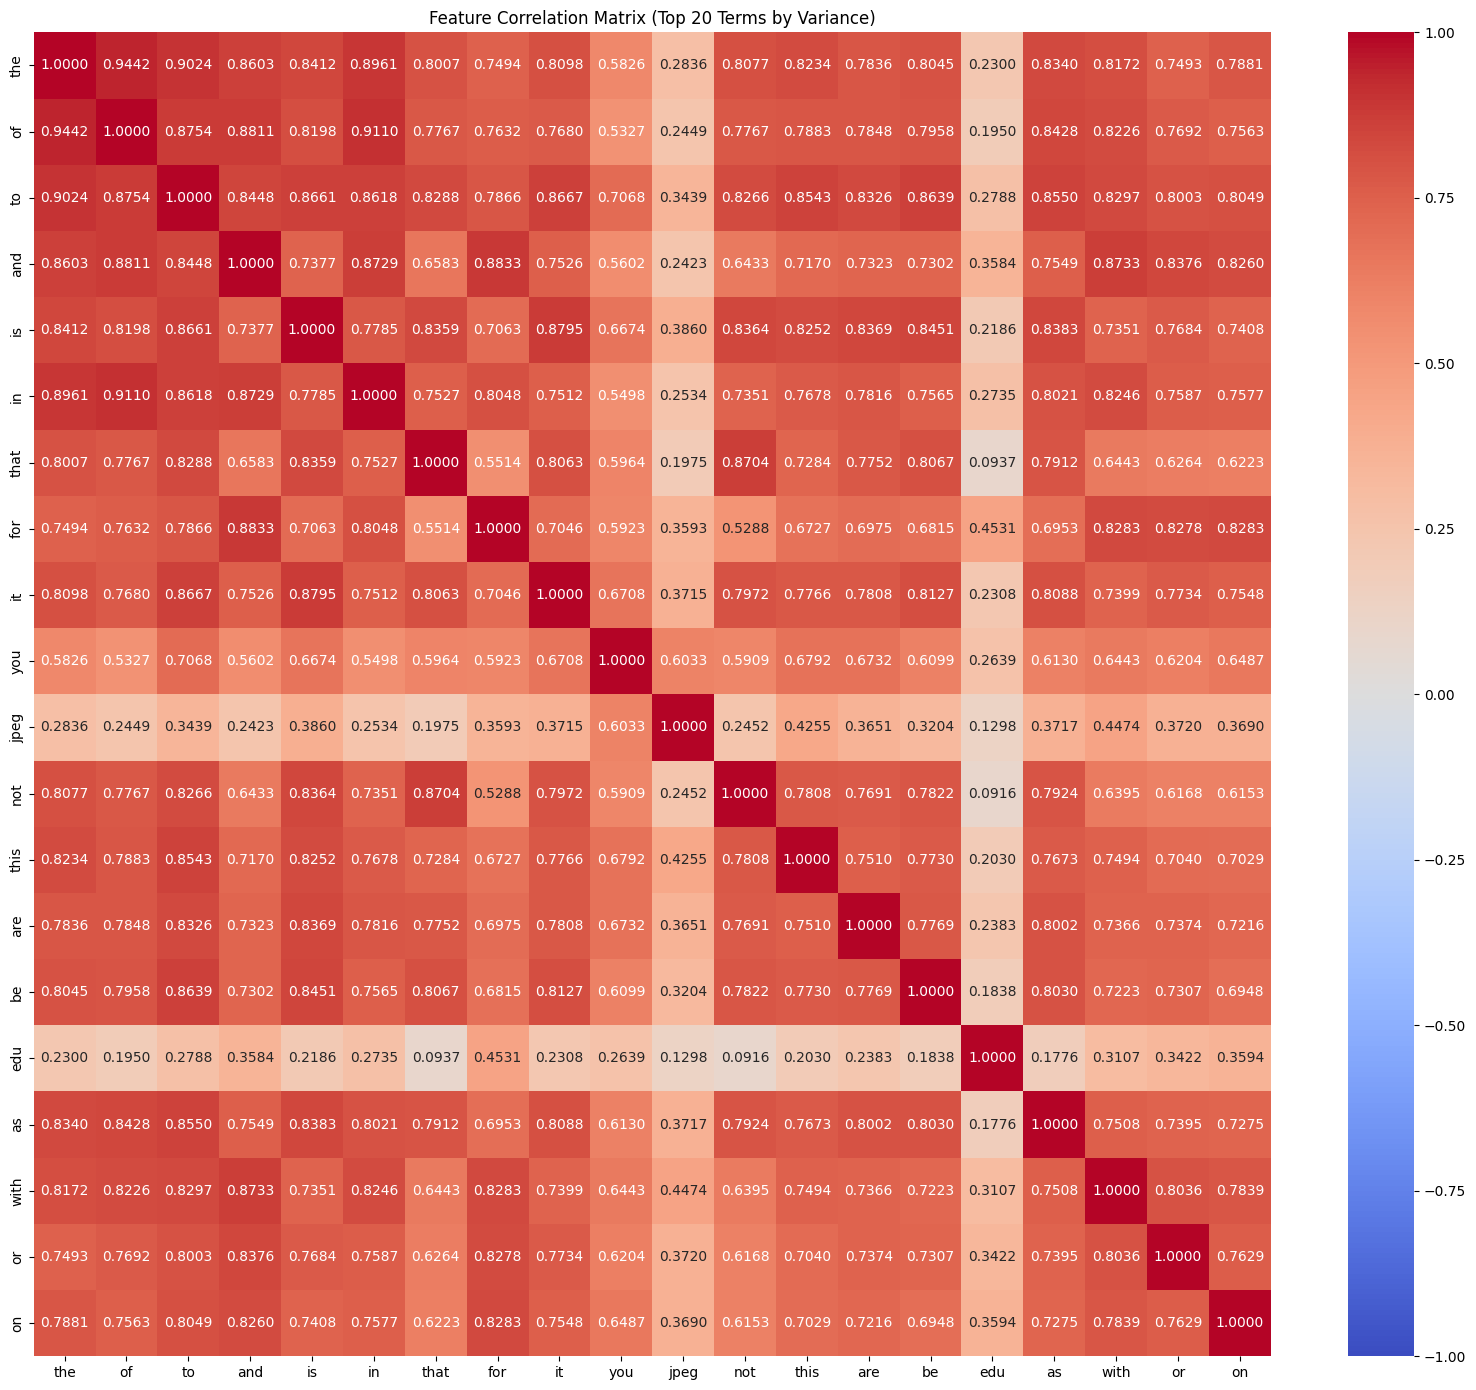 Feature Correlation Matrix (Top 20 Terms by Variance)
the 1.0000 0.9442 0.9024 0.8603 0.8412 0.8961 0.8007 0.7494 0.8098 0.5826 0.2836 0.8077 0.8234 0.7836 0.8045 0.2300 0.8340 0.8172 0.7493 0.7881
of 0.9442 1.0000 0.8754 0.8811 0.8198 0.9110 0.7767 0.7632 0.7680 0.5327 0.2449 0.7767 0.7883 0.7848 0.7958 0.1950 0.8428 0.8226 0.7692 0.7563
to 0.9024 0.8754 1.0000 0.8448 0.8661 0.8618 0.8288 0.7866 0.8667 0.7068 0.3439 0.8266 0.8543 0.8326 0.8639 0.2788 0.8550 0.8297 0.8003 0.8049
and 0.8603 0.8811 0.8448 1.0000 0.7377 0.8729 0.6583 0.8833 0.7526 0.5602 0.2423 0.6433 0.7170 0.7323 0.7302 0.3584 0.7549 0.8733 0.8376 0.8260
is 0.8412 0.8198 0.8661 0.7377 1.0000 0.7785 0.8359 0.7063 0.8795 0.6674 0.3860 0.8364 0.8252 0.8369 0.8451 0.2186 0.8383 0.7351 0.7684 0.7408
in 0.8961 0.9110 0.8618 0.8729 0.7785 1.0000 0.7527 0.8048 0.7512 0.5498 0.2534 0.7351 0.7678 0.7816 0.7565 0.2735 0.8021 0.8246 0.7587 0.7577
that 0.8007 0.7767 0.8288 0.6583 0.8359 0.7527 1.0000 0.5514 0.8063 0.5964 0.1975 0.8704 0.7284 0.7752 0.8067 0.0937 0.7912 0.6443 0.6264 0.6223
for 0.7494 0.7632 0.7866 0.8833 0.7063 0.8048 0.5514 1.0000 0.7046 0.5923 0.3593 0.5288 0.6727 0.6975 0.6815 0.4531 0.6953 0.8283 0.8278 0.8283
it 0.8098 0.7680 0.8667 0.7526 0.8795 0.7512 0.8063 0.7046 1.0000 0.6708 0.3715 0.7972 0.7766 0.7808 0.8127 0.2308 0.8088 0.7399 0.7734 0.7548
you 0.5826 0.5327 0.7068 0.5602 0.6674 0.5498 0.5964 0.5923 0.6708 1.0000 0.6033 0.5909 0.6792 0.6732 0.6099 0.2639 0.6130 0.6443 0.6204 0.6487
jpeg 0.2836 0.2449 0.3439 0.2423 0.3860 0.2534 0.1975 0.3593 0.3715 0.6033 1.0000 0.2452 0.4255 0.3651 0.3204 0.1298 0.3717 0.4474 0.3720 0.3690
not 0.8077 0.7767 0.8266 0.6433 0.8364 0.7351 0.8704 0.5288 0.7972 0.5909 0.2452 1.0000 0.7808 0.7691 0.7822 0.0916 0.7924 0.6395 0.6168 0.6153
this 0.8234 0.7883 0.8543 0.7170 0.8252 0.7678 0.7284 0.6727 0.7766 0.6792 0.4255 0.7808 1.0000 0.7510 0.7730 0.2030 0.7673 0.7494 0.7040 0.7029
are 0.7836 0.7848 0.8326 0.7323 0.8369 0.7816 0.7752 0.6975 0.7808 0.6732 0.3651 0.7691 0.7510 1.0000 0.7769 0.2383 0.8002 0.7366 0.7374 0.7216
be 0.8045 0.7958 0.8639 0.7302 0.8451 0.7565 0.8067 0.6815 0.8127 0.6099 0.3204 0.7822 0.7730 0.7769 1.0000 0.1838 0.8030 0.7223 0.7307 0.6948
edu 0.2300 0.1950 0.2788 0.3584 0.2186 0.2735 0.0937 0.4531 0.2308 0.2639 0.1298 0.0916 0.2030 0.2383 0.1838 1.0000 0.1776 0.3107 0.3422 0.3594
as 0.8340 0.8428 0.8550 0.7549 0.8383 0.8021 0.7912 0.6953 0.8088 0.6130 0.3717 0.7924 0.7673 0.8002 0.8030 0.1776 1.0000 0.7508 0.7395 0.7275
with 0.8172 0.8226 0.8297 0.8733 0.7351 0.8246 0.6443 0.8283 0.7399 0.6443 0.4474 0.6395 0.7494 0.7366 0.7223 0.3107 0.7508 1.0000 0.8036 0.7839
or 0.7493 0.7692 0.8003 0.8376 0.7684 0.7587 0.6264 0.8278 0.7734 0.6204 0.3720 0.6168 0.7040 0.7374 0.7307 0.3422 0.7395 0.8036 1.0000 0.7629
on 0.7881 0.7563 0.8049 0.8260 0.7408 0.7577 0.6223 0.8283 0.7548 0.6487 0.3690 0.6153 0.7029 0.7216 0.6948 0.3594 0.7275 0.7839 0.7629 1.0000
the of to and is in that for it you jpeg not this are be edu as with or on
1.00
0.75
0.50
0.25
0.00
−0.25
−0.50
−0.75
−1.00